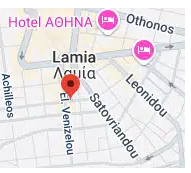 Othonos
Hotel ΑΘΗΝΑ
Lamia
Λαμία
Achilleos
El. Venizelou
Satovriandou
Leonidou